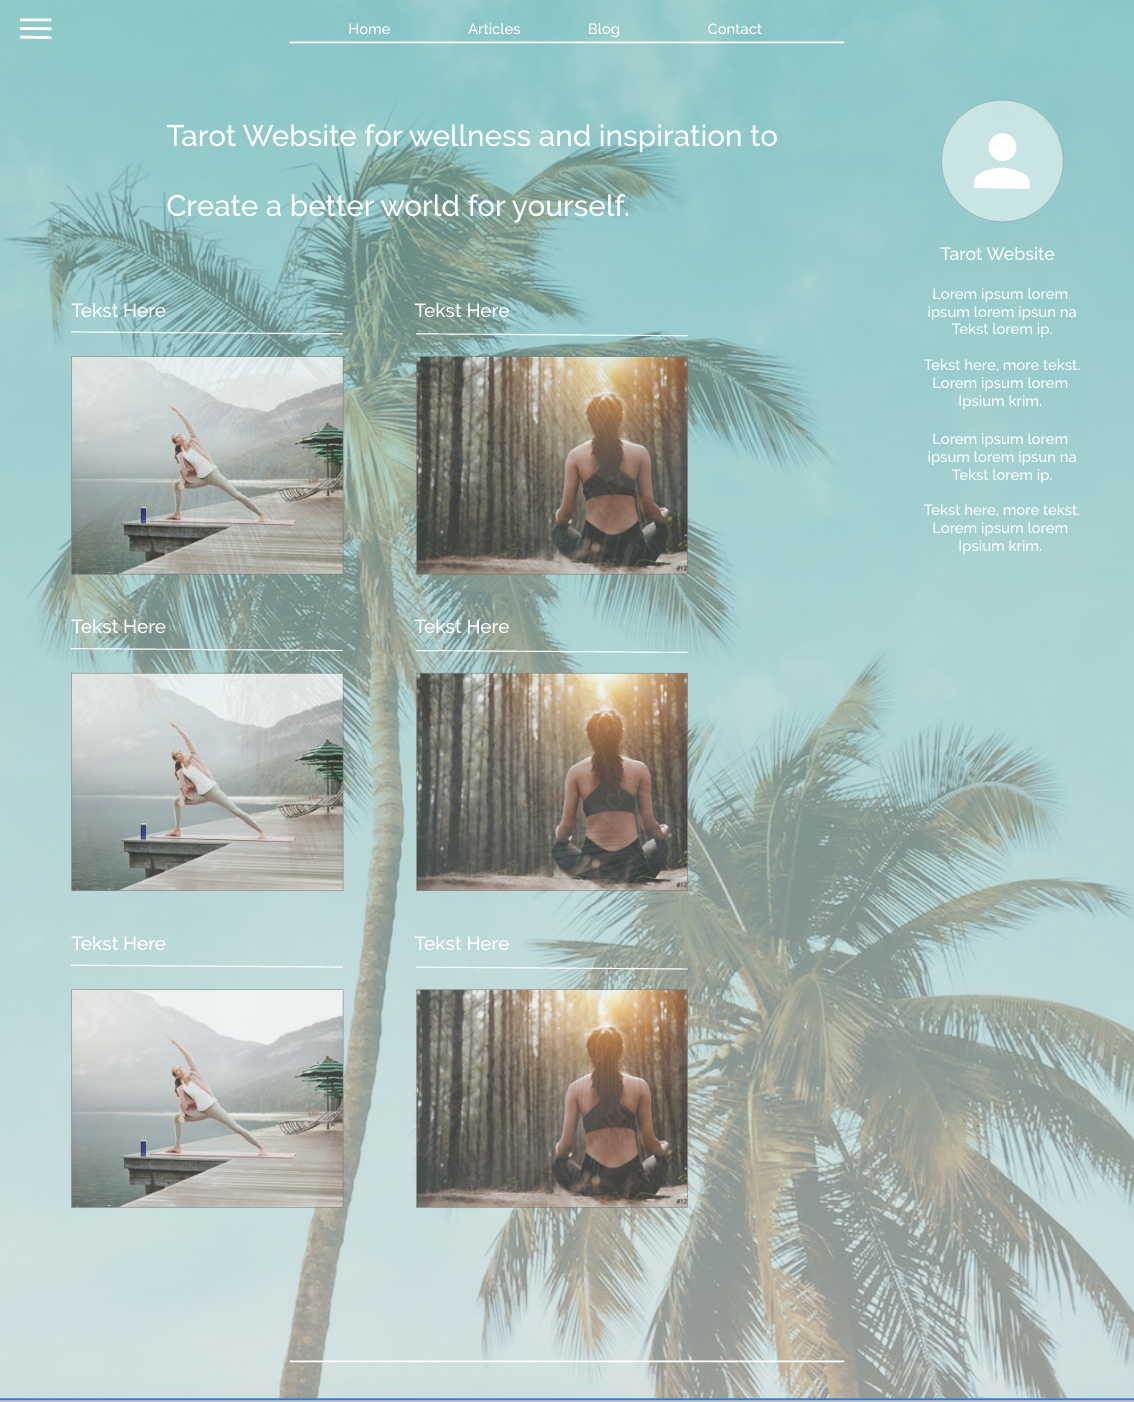 Home Articles Blog Contact
Tarot Website for wellness and inspiration to
Create a better world for yourself.
Tarot Website
Lorem ipsum lorem
ipsum lorem ipsun na
Tekst lorem ip.
Tekst here, more tekst.
Lorem ipsum lorem
Ipsium krim.
Lorem ipsum lorem
ipsum lorem ipsun na
Tekst lorem ip.
Tekst here, more tekst.
Lorem ipsum lorem
Ipsium krim.
Tekst Here
Tekst Here
#12
Tekst Here
Tekst Here
#12
Tekst Here
Tekst Here
#12